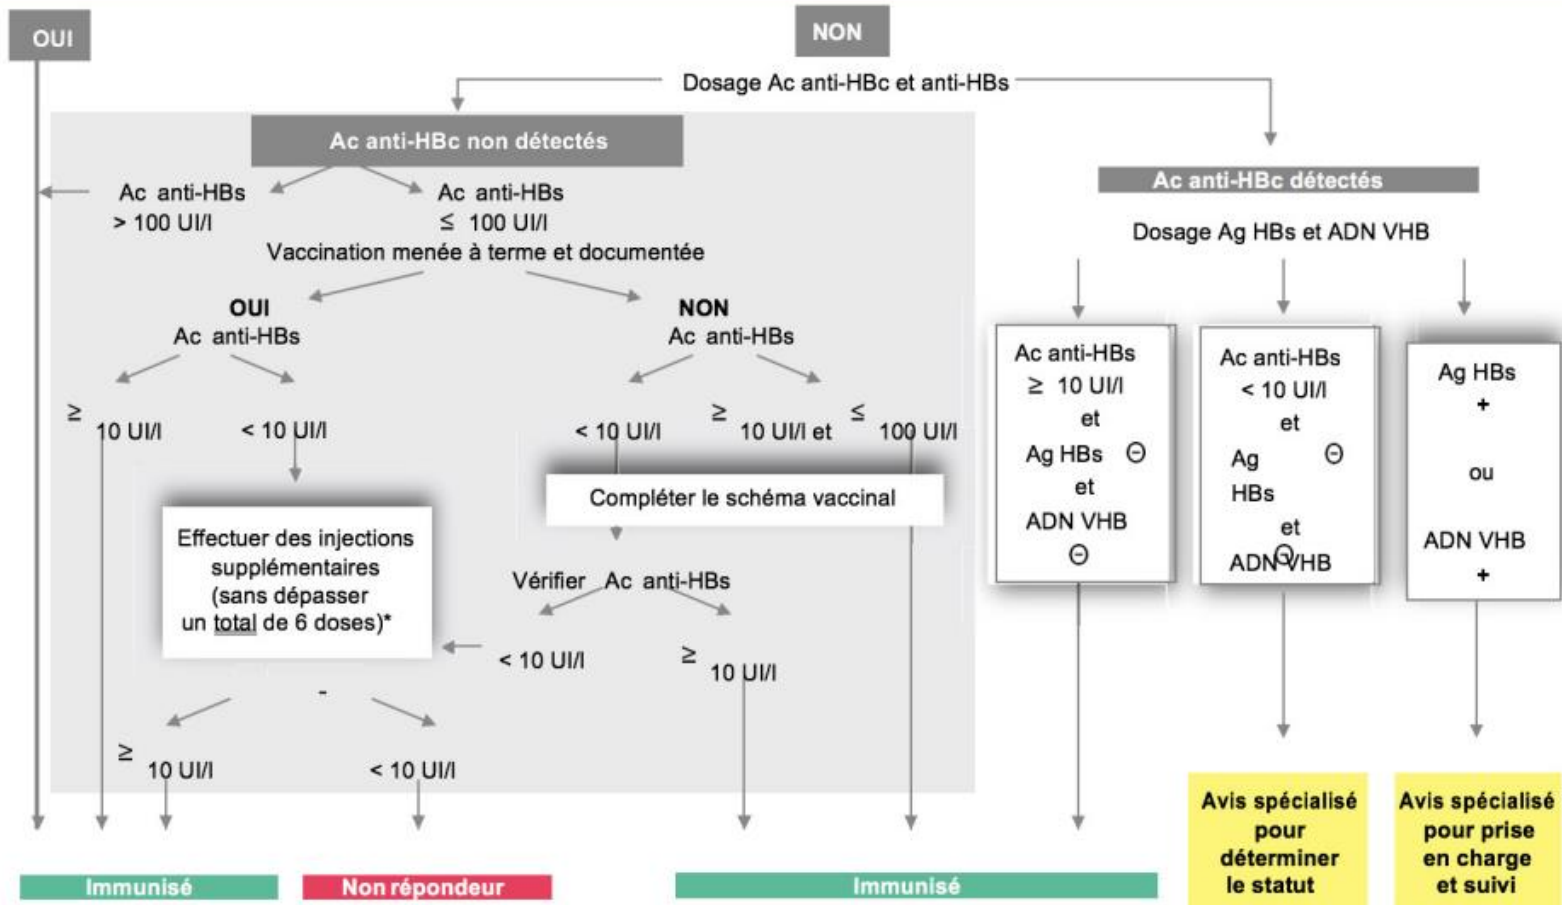 OUI
NON
Dosage Ac anti-HBc et anti-HBs
Ac anti-HBc non détectés
Ac anti-HBs
> 100 UI/l
Ac anti-HBs
≤ 100 UI/l
Vaccination menée à terme et documentée
OUI
Ac anti-HBs
NON
Ac anti-HBs
≥
10 UI/l
< 10 UI/l
< 10 UI/l
≥
10 UI/l et
≤
100 UI/l
Compléter le schéma vaccinal
Effectuer des injections
supplémentaires
(sans dépasser
un total de 6 doses)*
Vérifier Ac anti-HBs
< 10 UI/l
≥
10 UI/l
-
≥
10 UI/l
< 10 UI/l
Ac anti-HBc détectés
Dosage Ag HBs et ADN VHB
Ac anti-HBs
≥ 10 UI/l
et
Ag HBs ⊖
et
ADN VHB
⊖
Ac anti-HBs
< 10 UI/l
et
Ag ⊖
HBs
et
ADN VHB
⊖
Ag HBs
+
ou
ADN VHB
+
Immunisé
Non répondeur
Immunisé
Avis spécialisé
pour
déterminer
le statut
Avis spécialisé
pour prise
en charge
et suivi